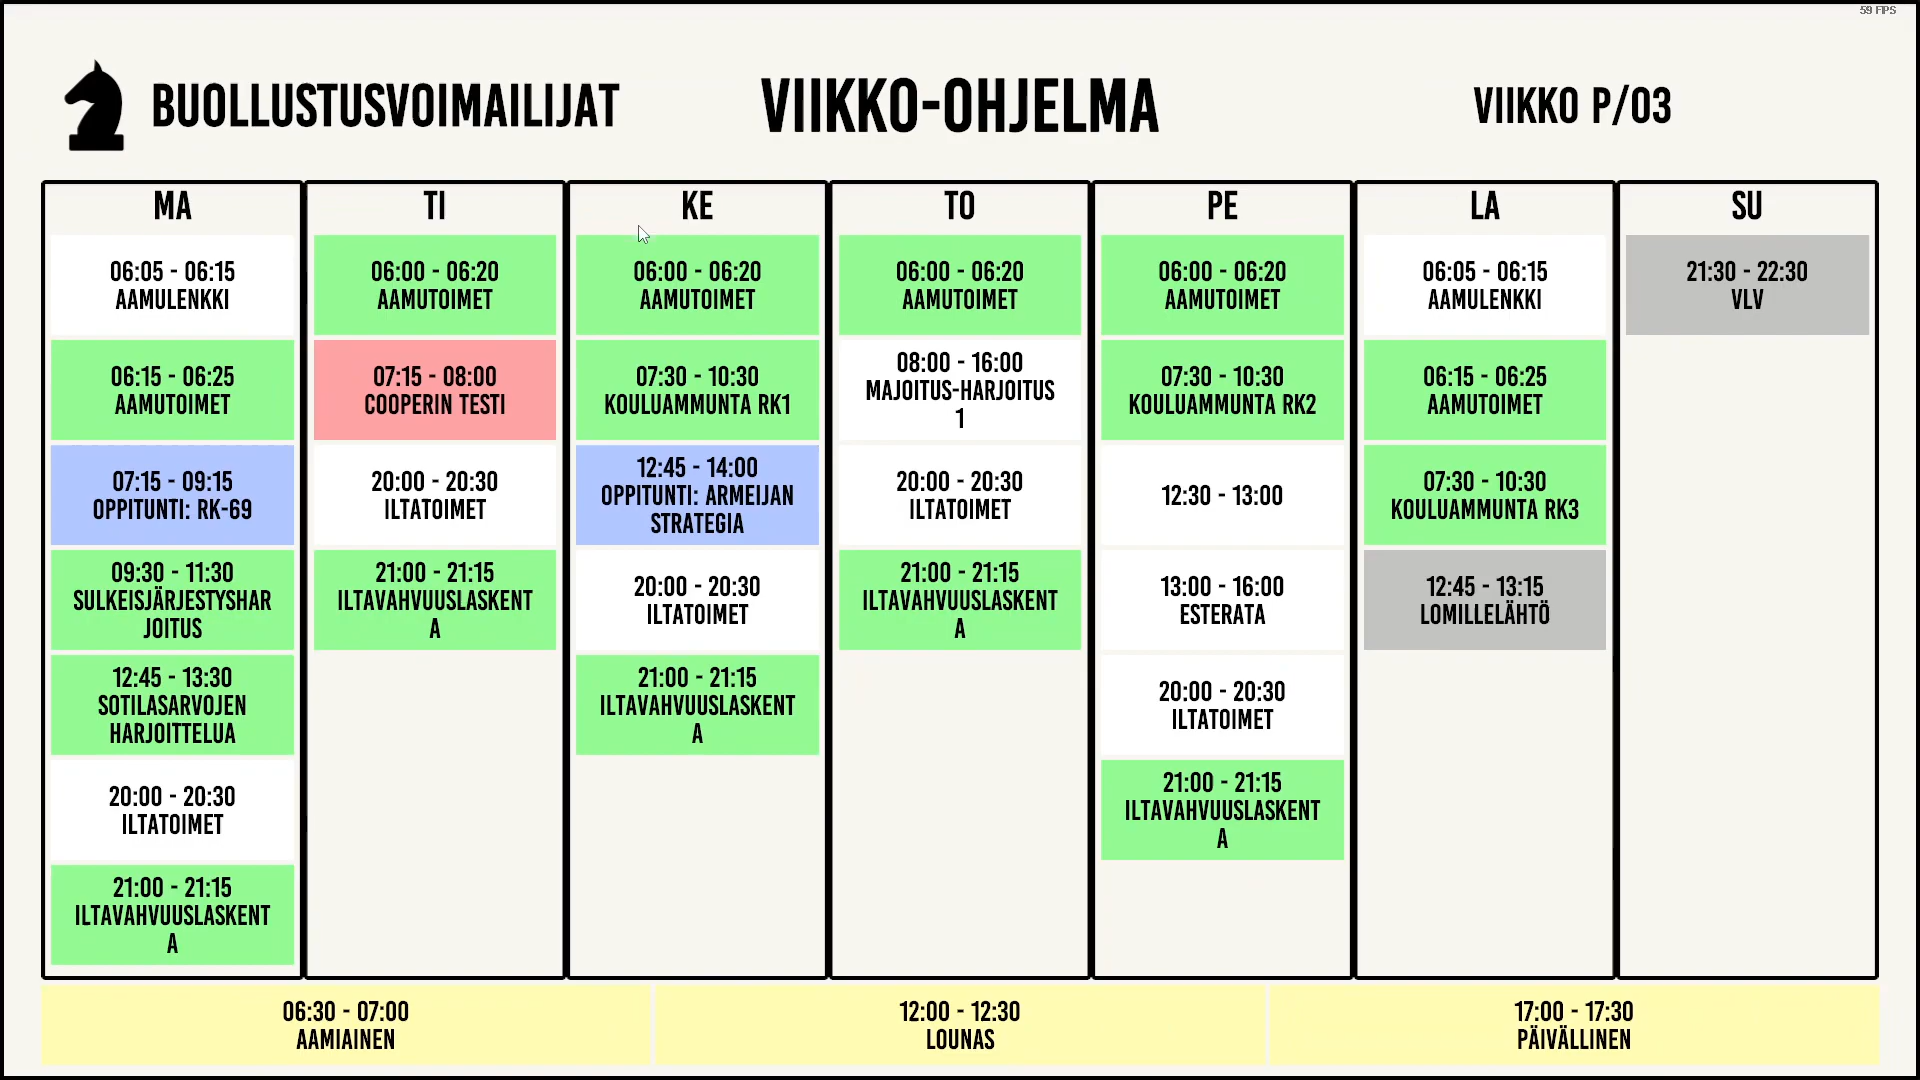 59 FPS
BUOLLUSTUSVOIMAILIJAT
VIIKKO-OHJELMA
VIIKKO P/03
MA
06:05 - 06:15
AAMULENKKI
06:15 - 06:25
AAMUTOIMET
07:15 - 09:15
OPPITUNTI: RK-69
09:30 - 11:30
SULKEISJÄRJESTYSHAR
JOITUS
12:45 - 13:30
SOTILASARVOJEN
HARJOITTELUA
20:00 - 20:30
ILTATOIMET
21:00 - 21:15
ILTAVAHVUUSLASKENT
A
TI
06:00 - 06:20
AAMUTOIMET
07:15 - 08:00
COOPERIN TESTI
20:00 - 20:30
ILTATOIMET
21:00 - 21:15
ILTAVAHVUUSLASKENT
A
KE
06:00 - 06:20
AAMUTOIMET
07:30 - 10:30
KOULUAMMUNTA RK1
12:45 - 14:00
OPPITUNTI: ARMEIJAN
STRATEGIA
20:00 - 20:30
ILTATOIMET
21:00 - 21:15
ILTAVAHVUUSLASKENT
A
TO
06:00 - 06:20
AAMUTOIMET
08:00 - 16:00
MAJOITUS-HARJOITUS
1
20:00 - 20:30
ILTATOIMET
21:00 - 21:15
ILTAVAHVUUSLASKENT
A
PE
06:00 - 06:20
AAMUTOIMET
07:30 - 10:30
KOULUAMMUNTA RK2
12:30 - 13:00
13:00 - 16:00
ESTERATA
20:00 - 20:30
ILTATOIMET
21:00 - 21:15
ILTAVAHVUUSLASKENT
A
LA
06:05 - 06:15
AAMULENKKI
06:15 - 06:25
AAMUTOIMET
07:30 - 10:30
KOULUAMMUNTA RK3
12:45 - 13:15
LOMILLELÄHTÖ
SU
21:30 - 22:30
VLV
06:30 - 07:00
AAMIAINEN
12:00 - 12:30
LOUNAS
17:00 - 17:30
PÄIVÄLLINEN